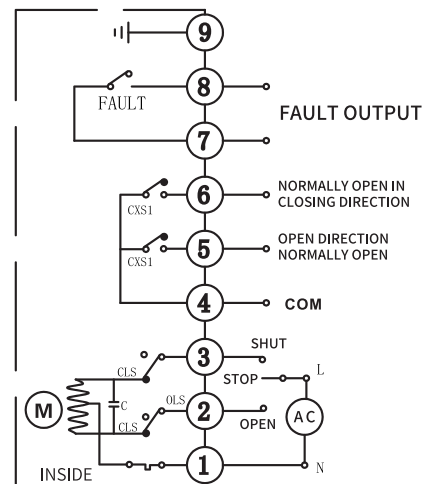 9
8
FAULT
FAULT OUTPUT
7
6
NORMALLY OPEN IN
CLOSING DIRECTION
CXS1
5
OPEN DIRECTION
NORMALLY OPEN
CXS1
4
COM
3
SHUT
CLS
STOP
L
OLS
C
M
2
AC
CLS
OPEN
1
N
INSIDE